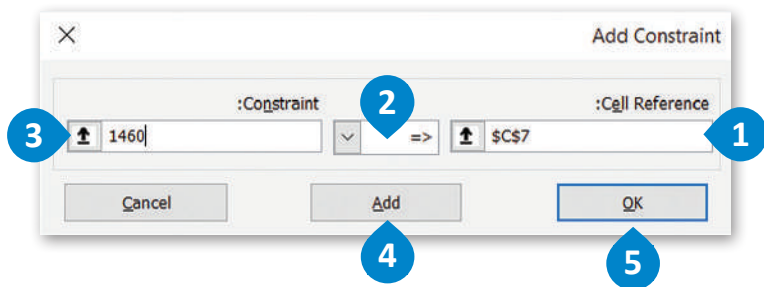 Add Constraint
:Cell Reference
:Constraint
1 $C$7
2 =>
3 1460
OK
Add
Cancel
5
4